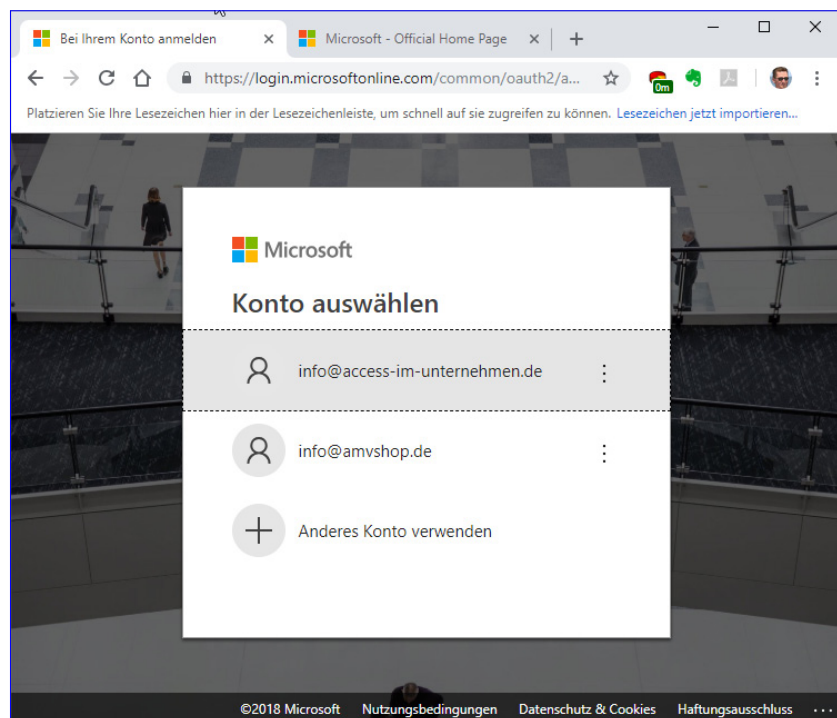 Bei Ihrem Konto anmelden
Microsoft - Official Home Page
https://login.microsoftonline.com/common/oauth2/a...
0m
Platzieren Sie Ihre Lesezeichen hier in der Lesezeichenleiste, um schnell auf sie zugreifen zu können. Lesezeichen jetzt importieren...
Microsoft
Konto auswählen
info@access-im-unternehmen.de
info@amvshop.de
Anderes Konto verwenden
©2018 Microsoft Nutzungsbedingungen Datenschutz & Cookies Haftungsausschluss ...